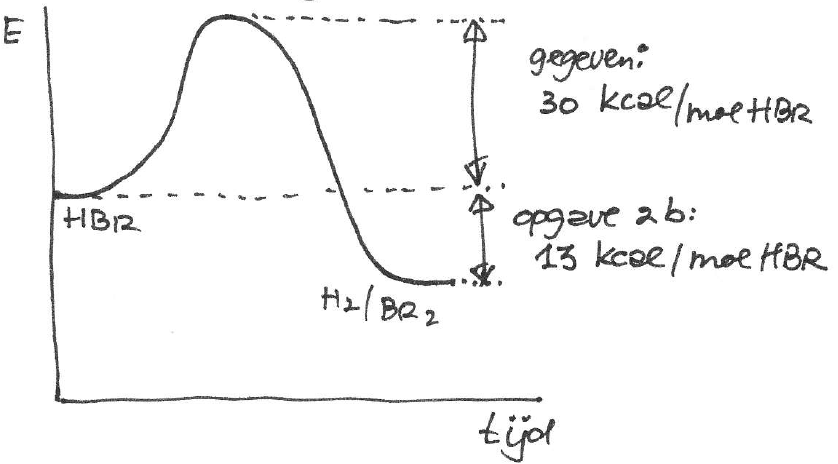 E
gegeven:
30 kcal/mol HBR
HBR
opgave 2b:
13 kcal/mol HBR
H2/BR2
tijd